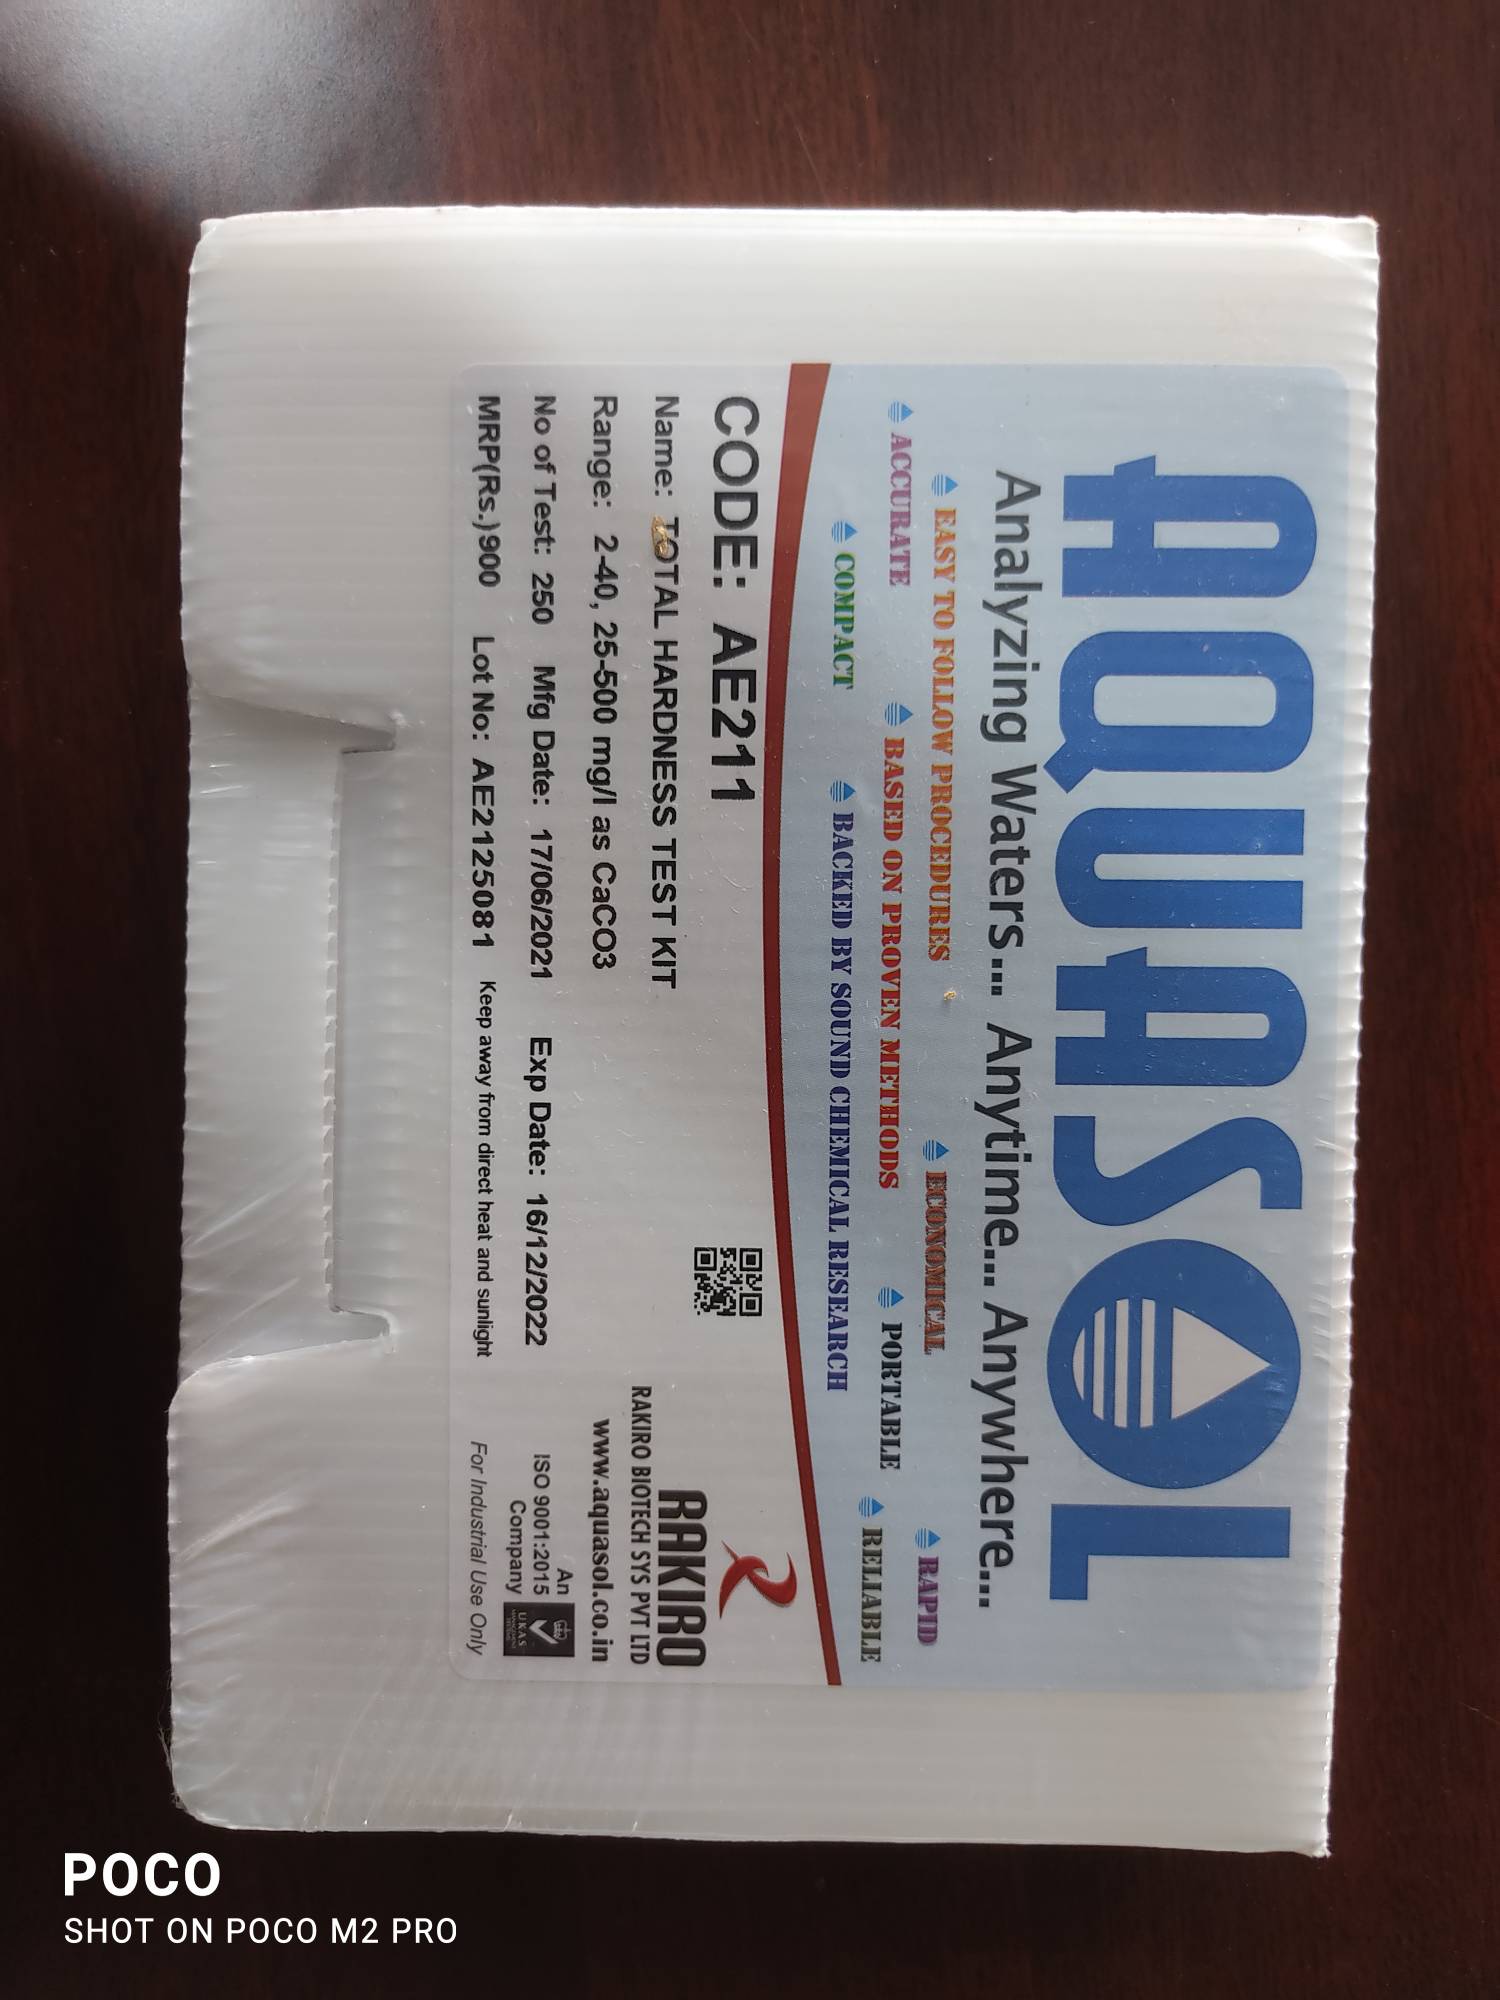 AQUASOL
Analyzing Waters... Anytime... Anywhere...
EASY TO FOLLOW PROCEDURES ECONOMICAL RAPID
ACCURATE BASED ON PROVEN METHODS PORTABLE RELIABLE
COMPACT BACKED BY SOUND CHEMICAL RESEARCH
CODE: AE211
Name: TOTAL HARDNESS TEST KIT
Range: 2-40, 25-500 mg/l as CaCO3
No of Test: 250 Mfg Date: 17/06/2021 Exp Date: 16/12/2022
MRP(Rs.)900 Lot No: AE2125081 Keep away from direct heat and sunlight
RAKIRO
RAKIRO BIOTECH SYS PVT LTD
www.aquasol.co.in
An
ISO 9001:2015
Company
UKAS
MANAGEMENT
SYSTEMS
For Industrial Use Only
POCO
SHOT ON POCO M2 PRO